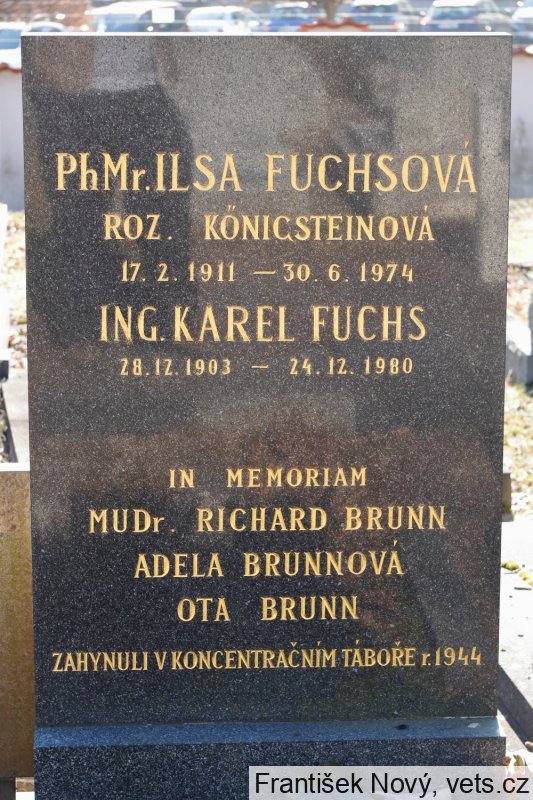 PhMr. ILSA FUCHSOVÁ
ROZ. KŐNIGSTEINOVÁ
17. 2. 1911 — 30. 6. 1974
ING. KAREL FUCHS
28.12.1903 — 24.12.1980
IN MEMORIAM
MUDr. RICHARD BRUNN
ADELA BRUNNOVÁ
OTA BRUNN
ZAHYNULI V KONCENTRAČNÍM TÁBOŘE r.1944
František Nový, vets.cz